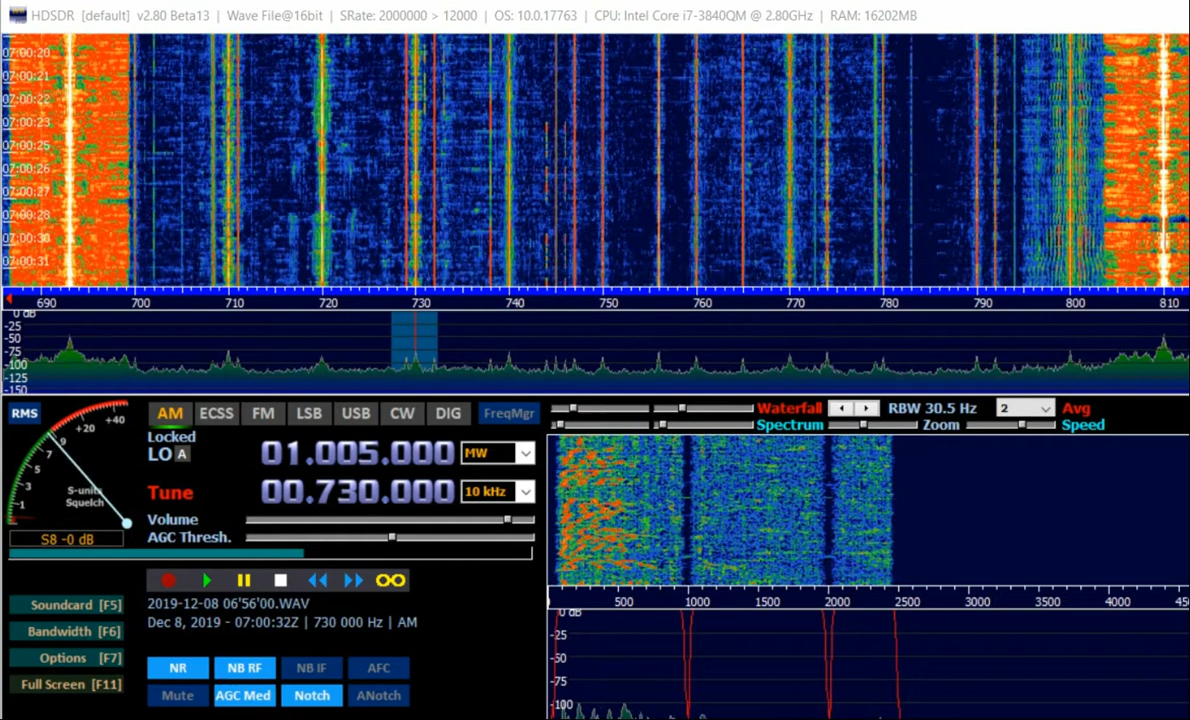 HDSDR [default] v2.80 Beta13 | Wave File@16bit | SRate: 2000000 > 12000 | OS: 10.0.17763 | CPU: Intel Core i7-3840QM @ 2.80GHz | RAM: 16202MB
07:00:20
07:00:21
07:00:22
07:00:23
07:00:25
07:00:26
07:00:27
07:00:28
07:00:30
07:00:31
690 700 710 720 730 740 750 760 770 780 790 800 810
0 dB
-25
-50
-75
-100
-125
-150
RMS
+20 +40
9
7
5
3
1
S-units
Squelch
S8 -0 dB
AM ECSS FM LSB USB CW DIG FreqMgr
Locked
LO A 01.005.000 MW
Tune 00.730.000 10 kHz
Volume
AGC Thresh.
Waterfall RBW 30.5 Hz 2 Avg
Spectrum Zoom Speed
2019-12-08 06'56'00.WAV
Dec 8, 2019 - 07:00:32Z | 730 000 Hz | AM
Soundcard [F5]
Bandwidth [F6]
Options [F7]
Full Screen [F11]
NR NB RF NB IF AFC
Mute AGC Med Notch ANotch
500 1000 1500 2000 2500 3000 3500 4000 45
0 dB
-25
-50
-75
-100